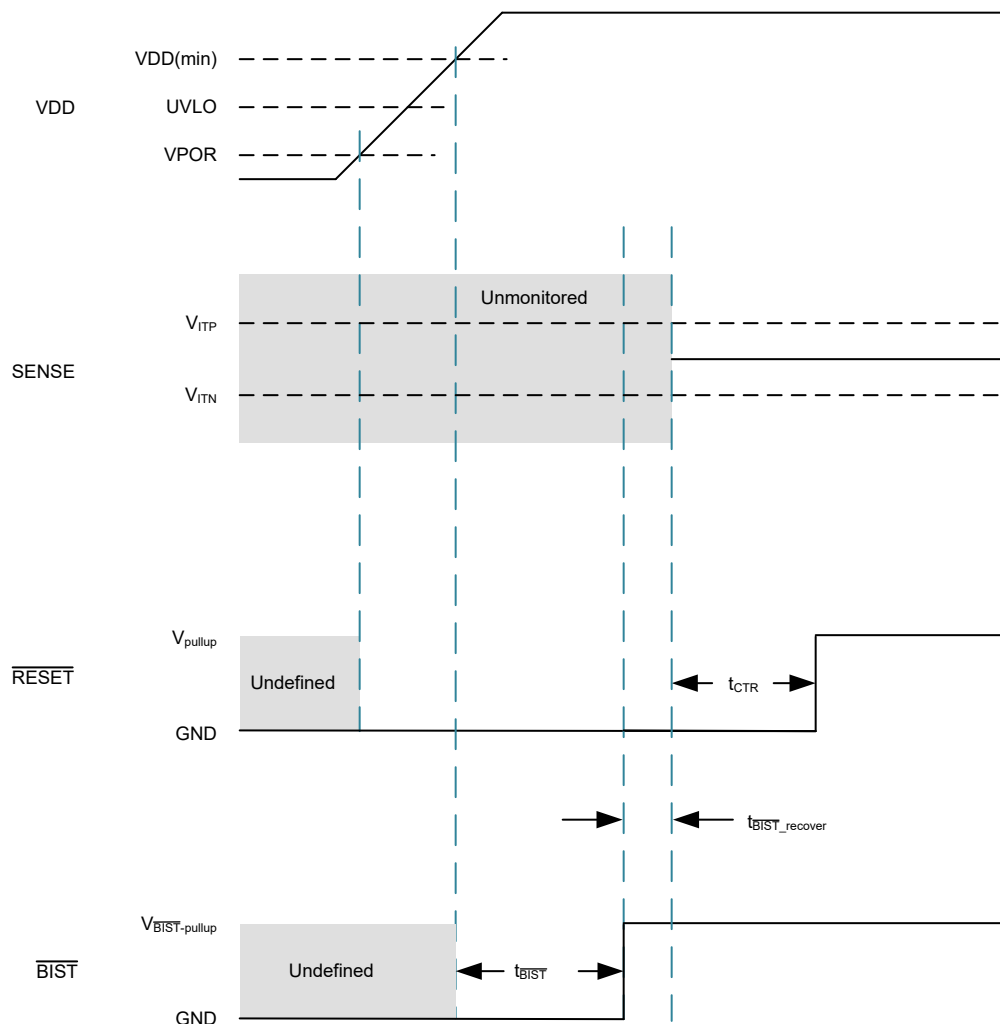 VDD(min)
VDD
UVLO
VPOR
Unmonitored
VITP
SENSE
VITN
Vpullup
RESET
Undefined
tCTR
GND
tBIST_recover
VBIST-pullup
BIST
Undefined
tBIST
GND